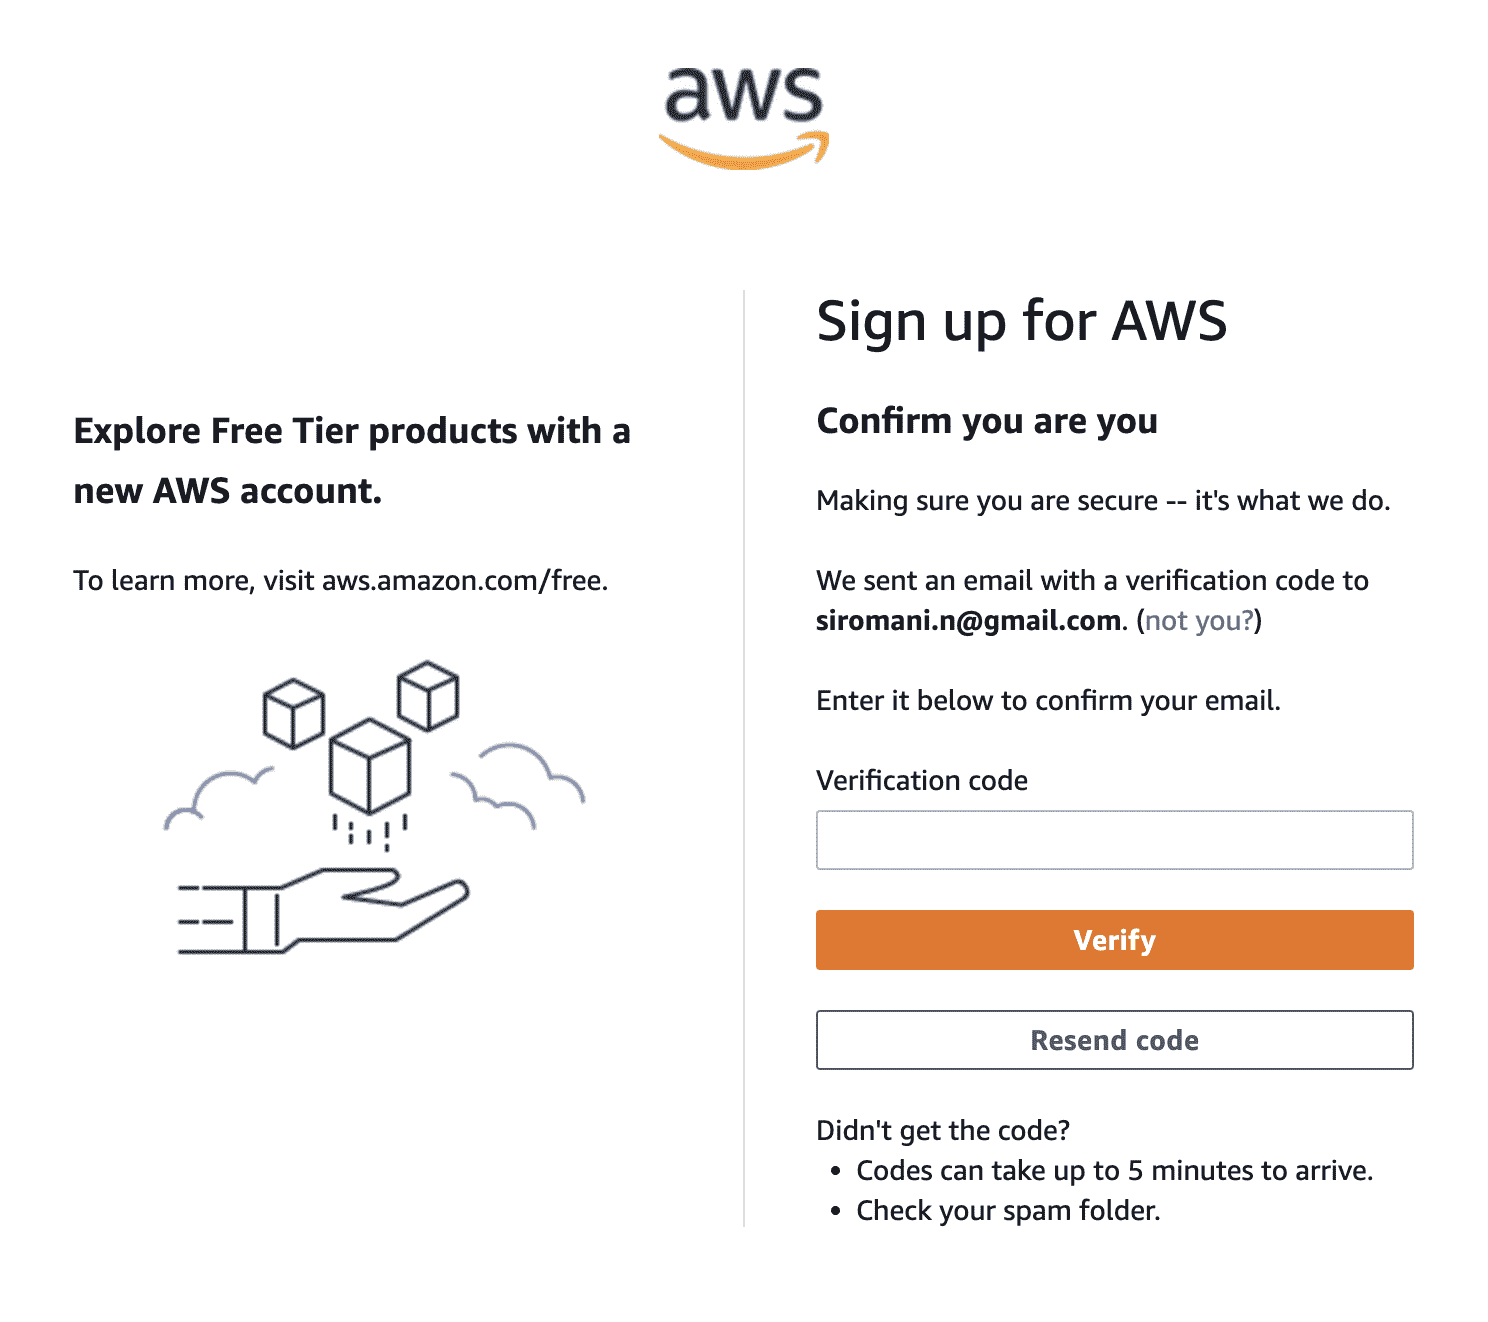 aws
Explore Free Tier products with a
new AWS account.
To learn more, visit aws.amazon.com/free.
Sign up for AWS
Confirm you are you
Making sure you are secure -- it's what we do.
We sent an email with a verification code to
siromani.n@gmail.com. (not you?)
Enter it below to confirm your email.
Verification code
Verify
Resend code
Didn't get the code?
• Codes can take up to 5 minutes to arrive.
• Check your spam folder.